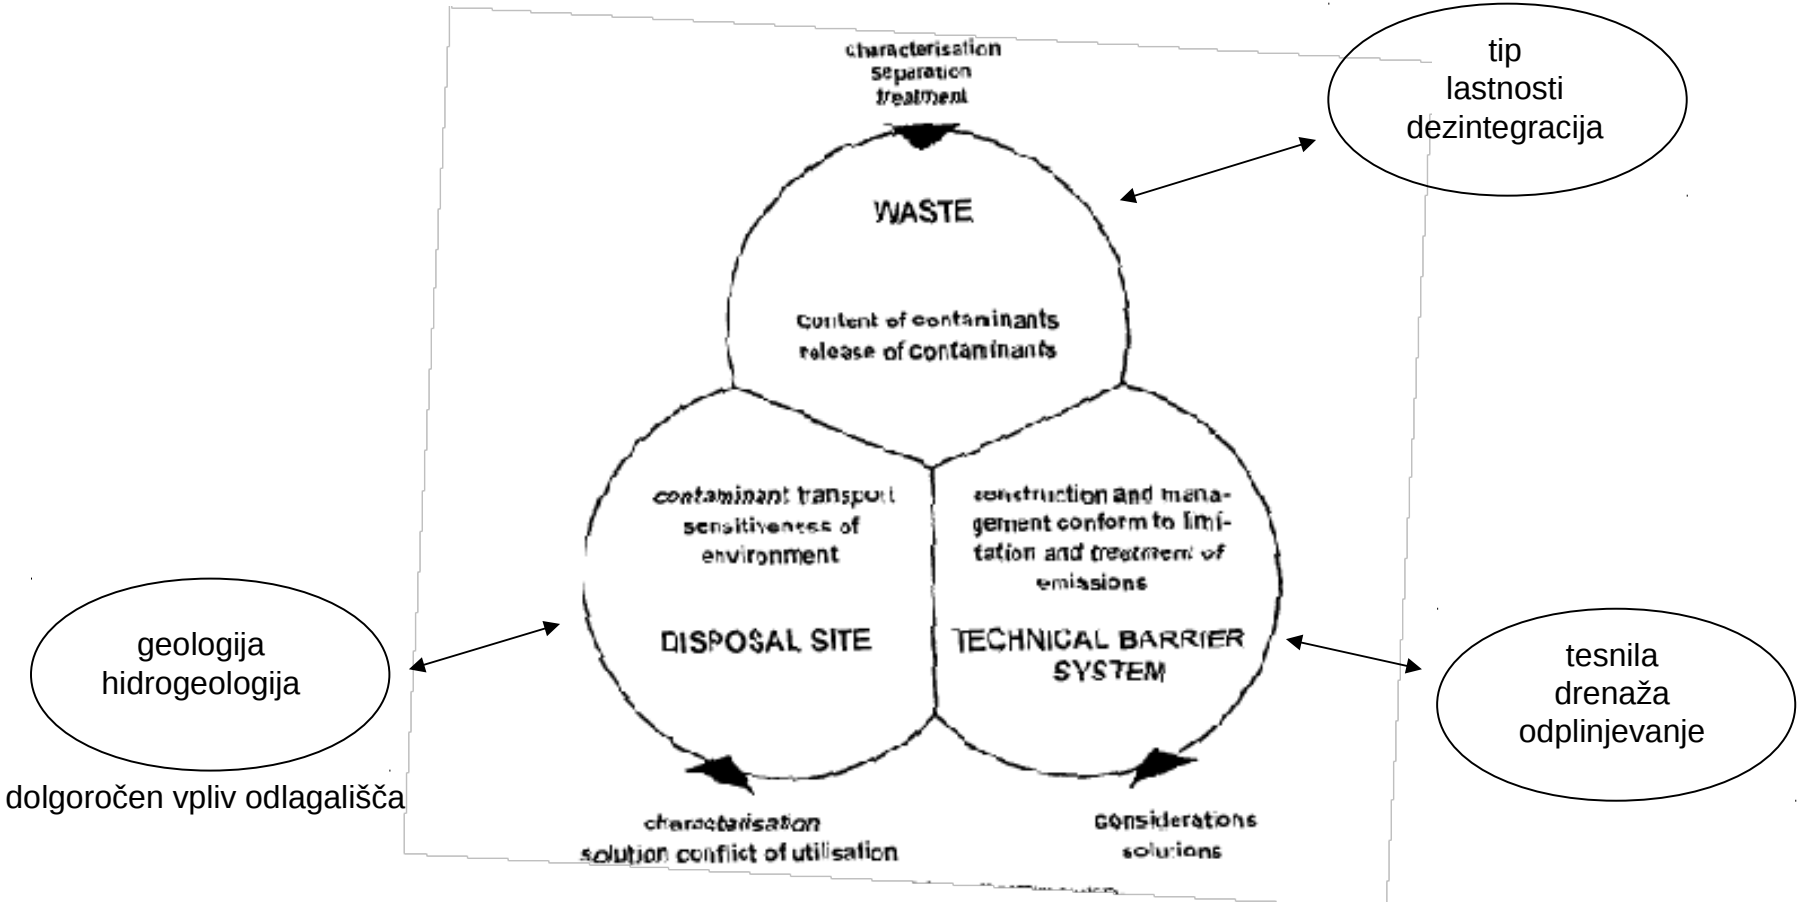 characterisation
separation
treatment
tip
lastnosti
dezintegracija
WASTE
content of contaminants
release of contaminants
contaminant transport
sensitiveness of
environment
DISPOSAL SITE
construction and mana-
gement conform to limi-
tation and treatment of
emissions
TECHNICAL BARRIER
SYSTEM
geologija
hidrogeologija
dolgoročen vpliv odlagališča
tesnila
drenaža
odplinjevanje
characterisation
solution conflict of utilisation
considerations
solutions